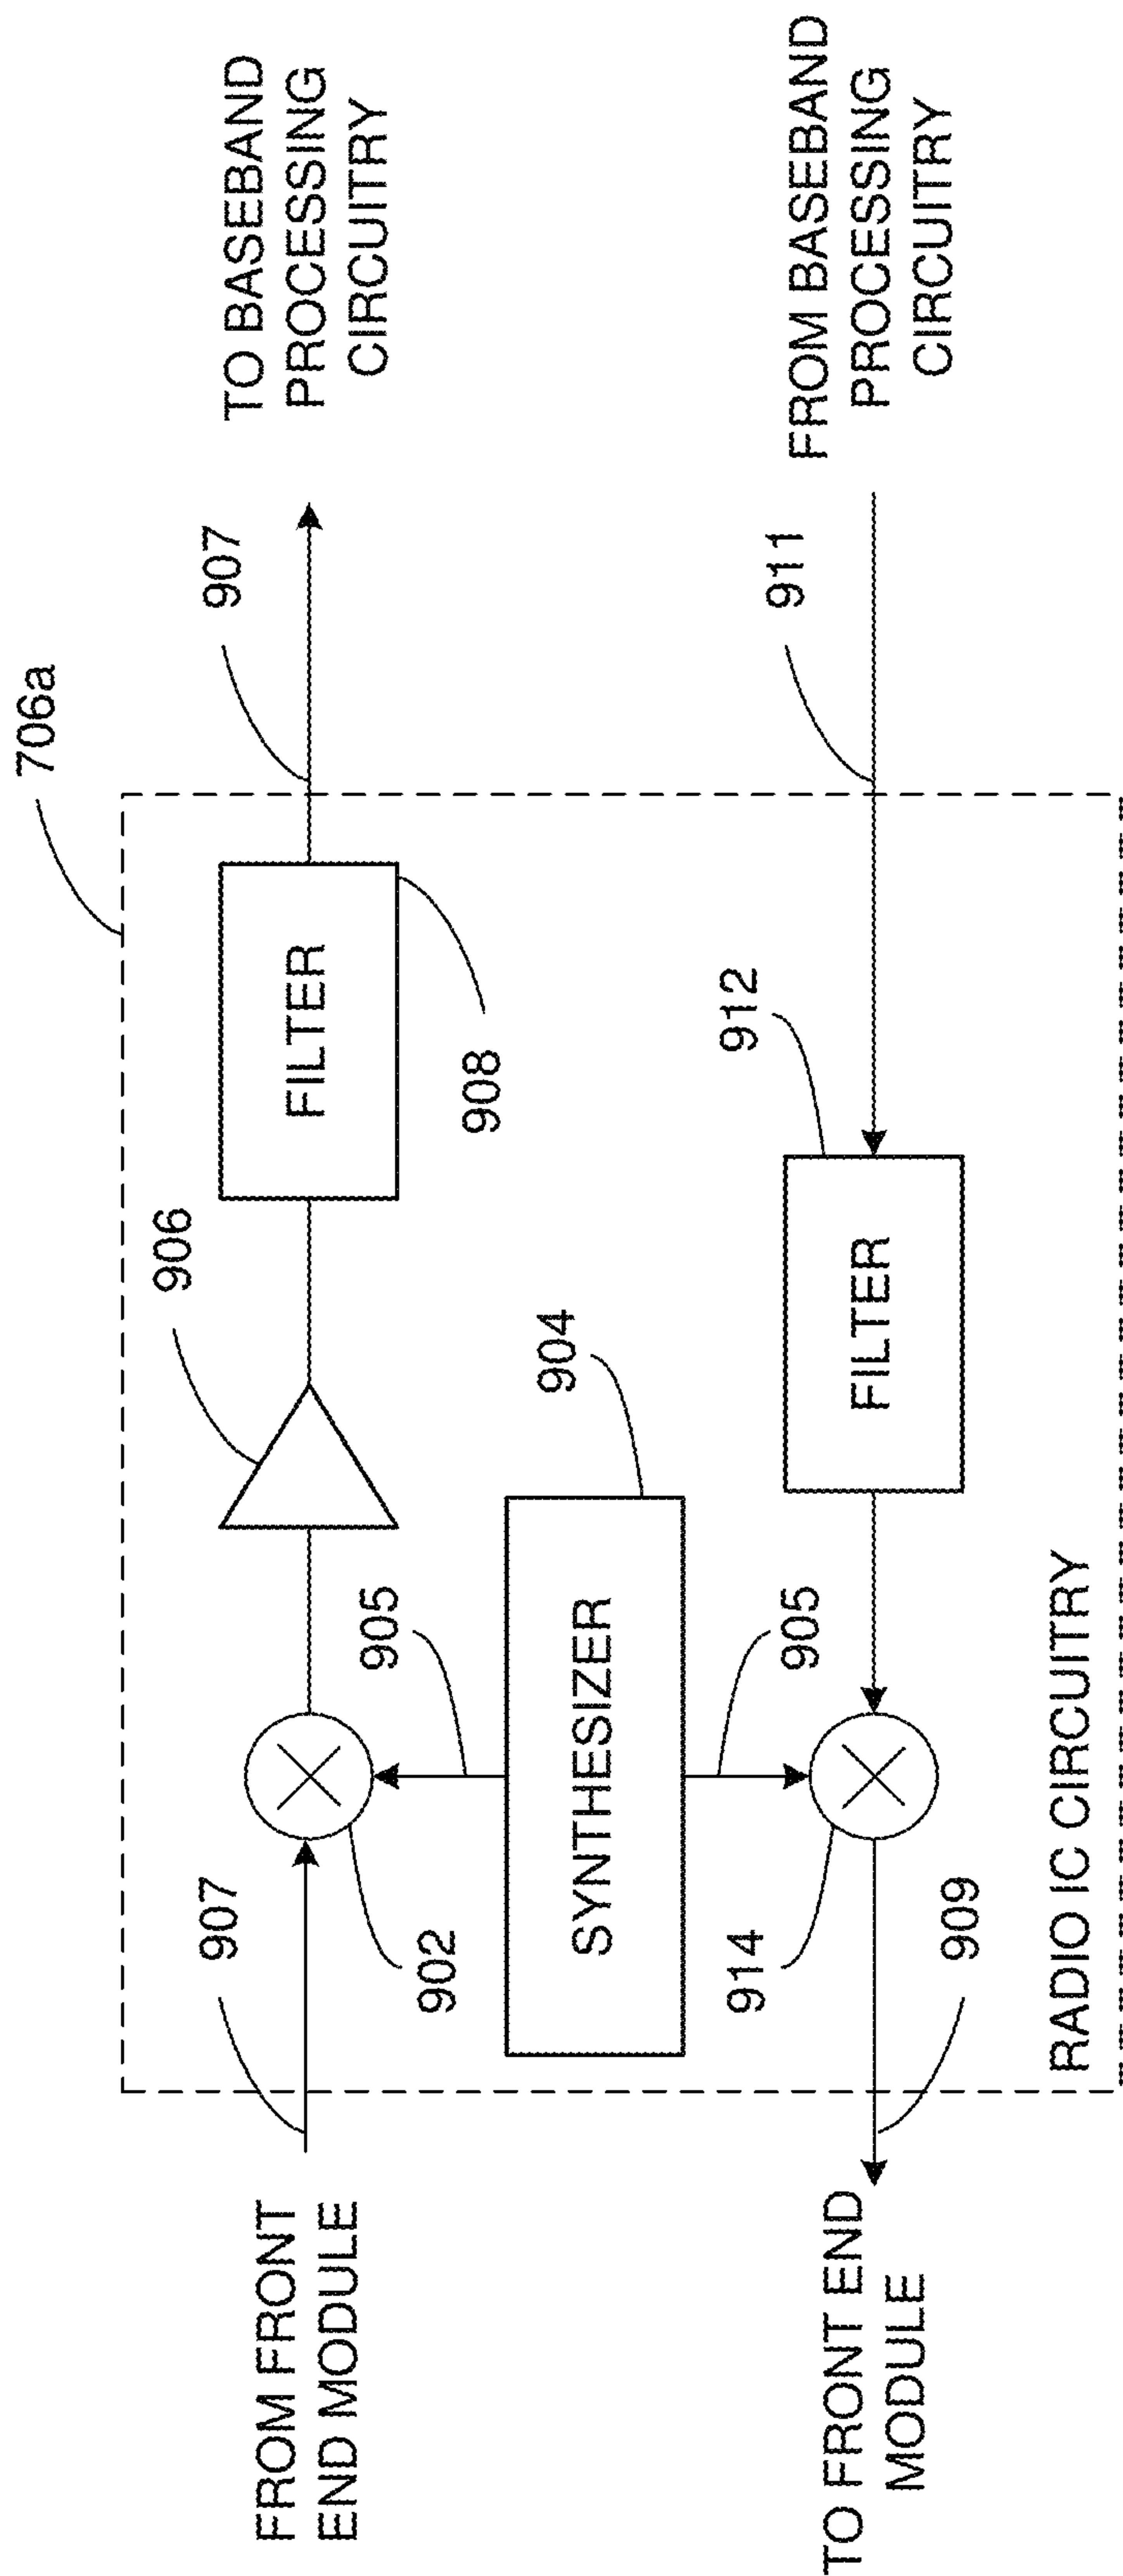 706a
FROM FRONT
END MODULE
907
902
905
906
FILTER
908
907
TO BASEBAND
PROCESSING
CIRCUITRY
SYNTHESIZER
904
TO FRONT END
MODULE
909
914
905
FILTER
912
911
FROM BASEBAND
PROCESSING
CIRCUITRY
RADIO IC CIRCUITRY